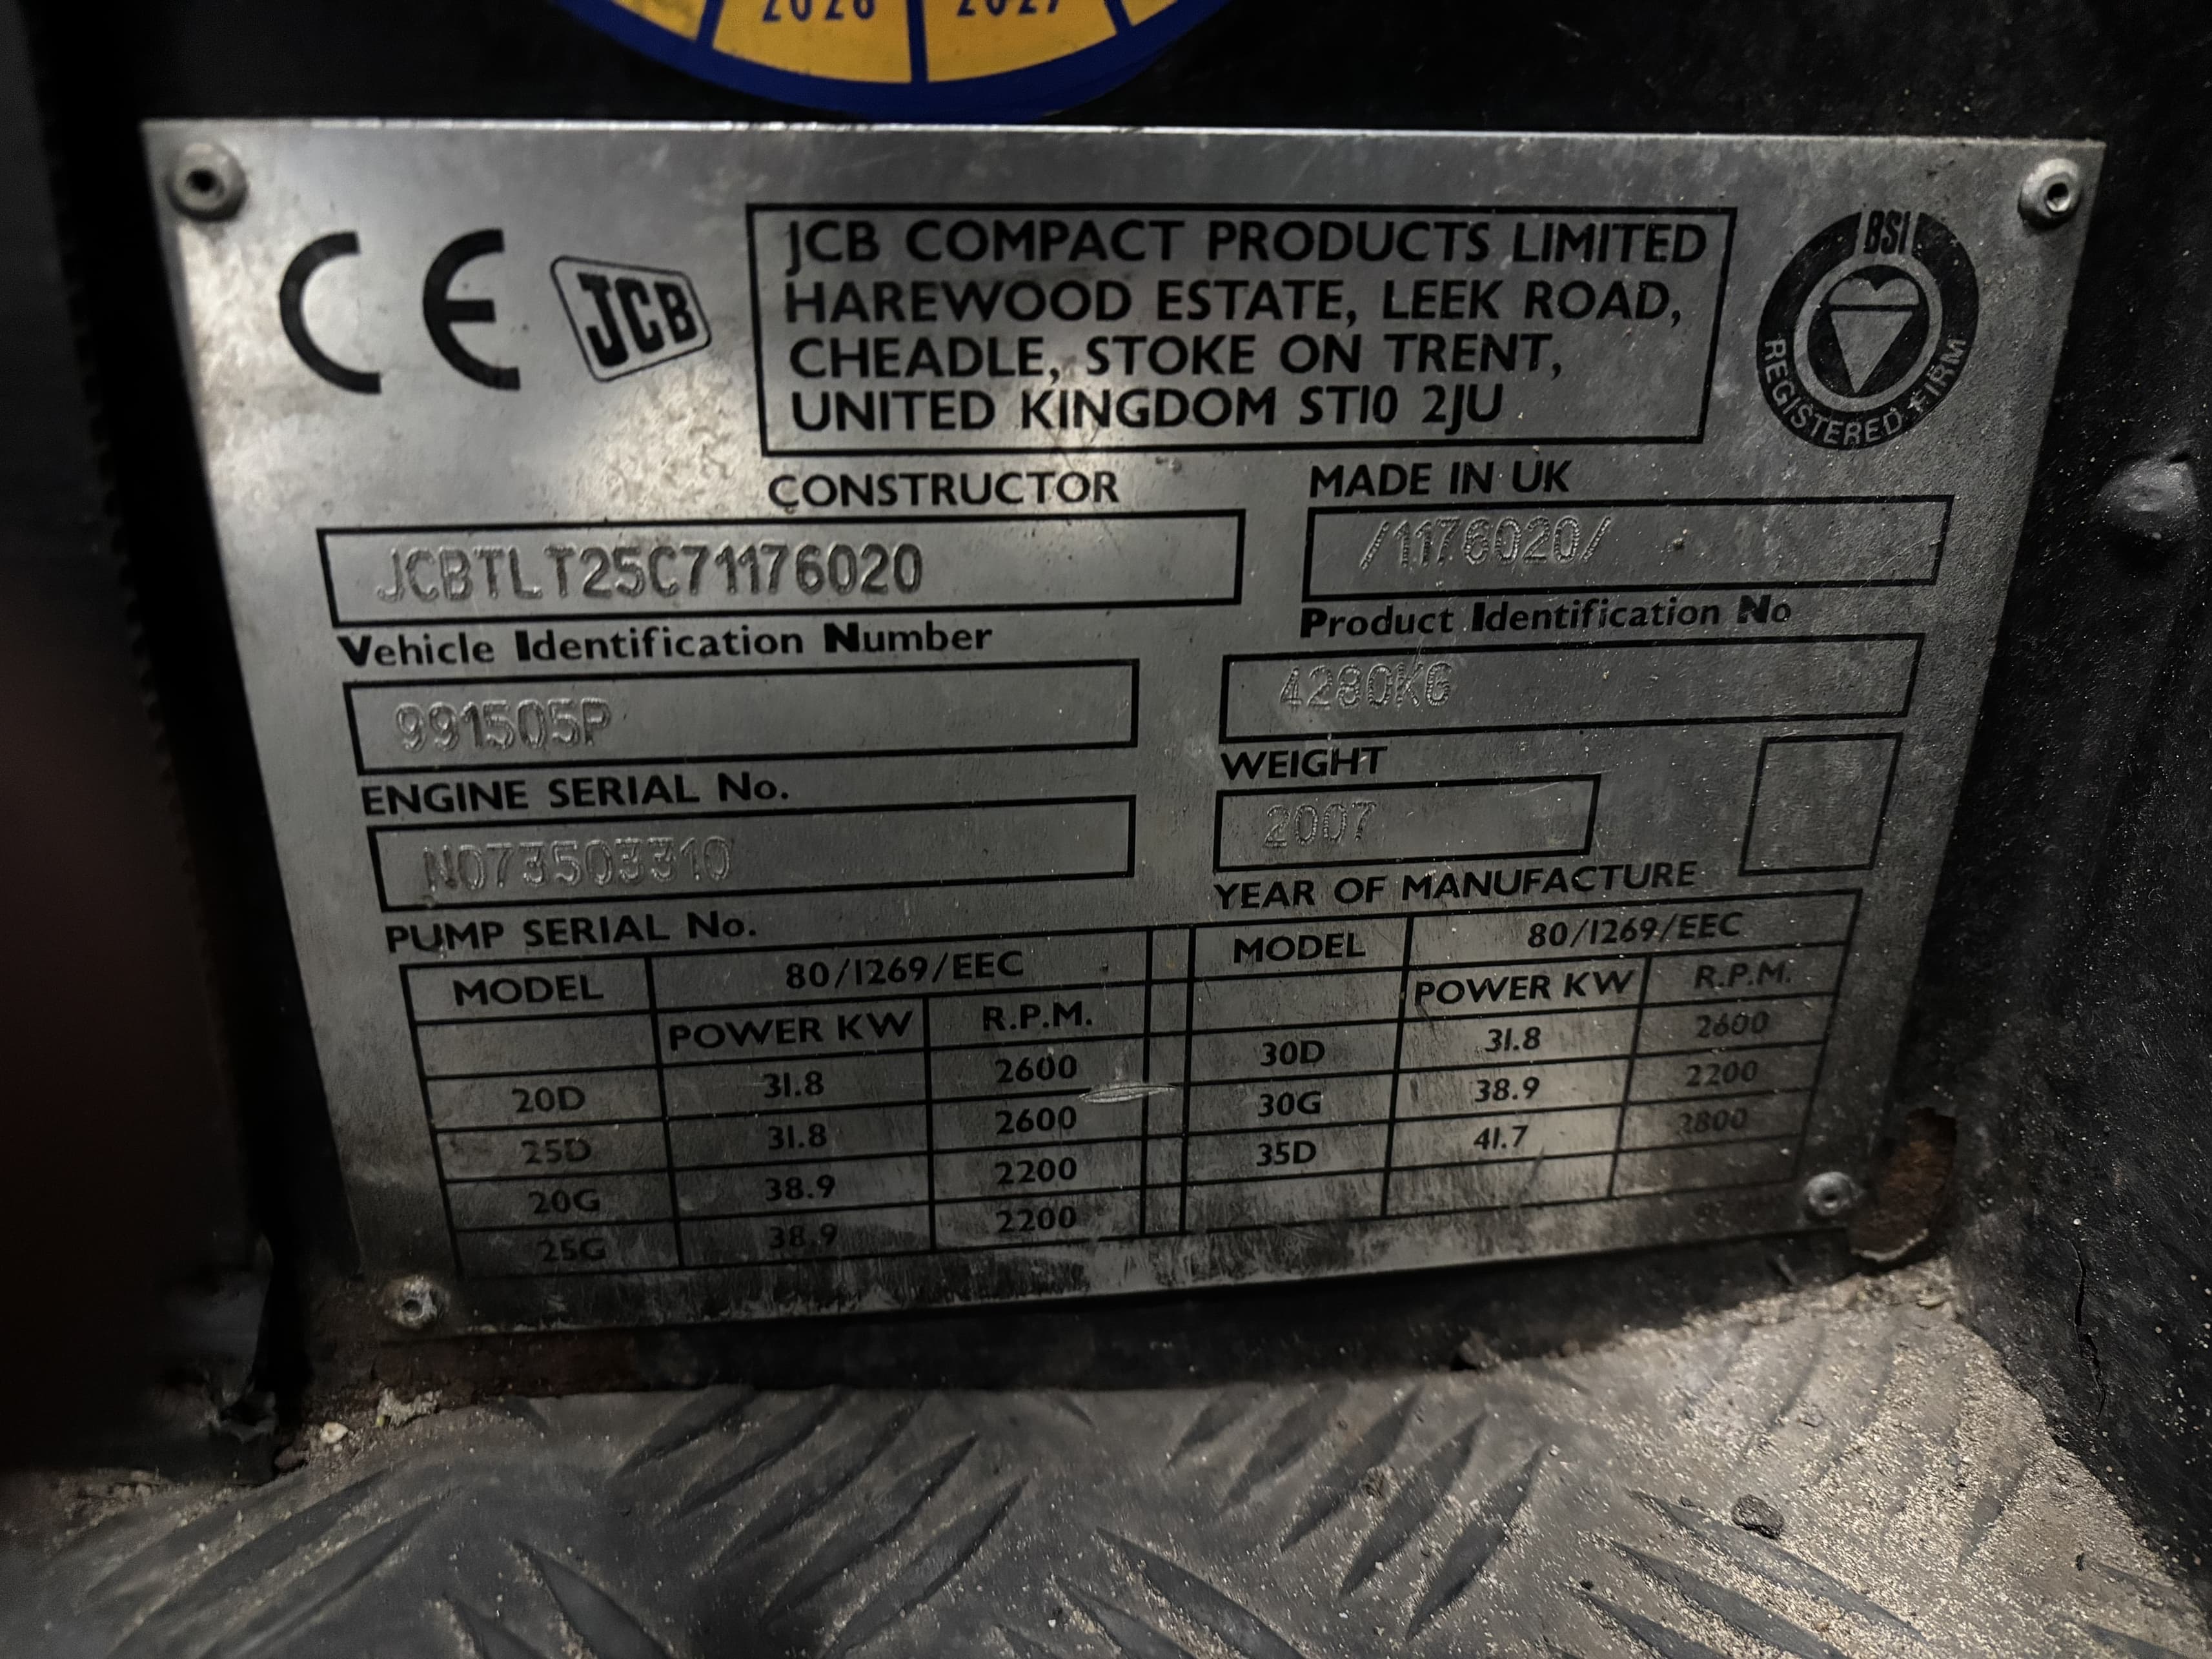 2026 2027
CE JCB
JCB COMPACT PRODUCTS LIMITED
HAREWOOD ESTATE, LEEK ROAD,
CHEADLE, STOKE ON TRENT,
UNITED KINGDOM ST10 2JU
BSI REGISTERED FIRM
CONSTRUCTOR MADE IN UK
JCBTLT25C71176020 /1176020/
Vehicle Identification Number Product Identification No
991505P 4280KG
ENGINE SERIAL No. WEIGHT
N073503310 2007
PUMP SERIAL No. YEAR OF MANUFACTURE
MODEL 80/1269/EEC MODEL 80/1269/EEC
POWER KW R.P.M. POWER KW R.P.M.
20D 31.8 2600 30D 31.8 2600
25D 31.8 2600 30G 38.9 2200
20G 38.9 2200 35D 41.7 2800
25G 38.9 2200